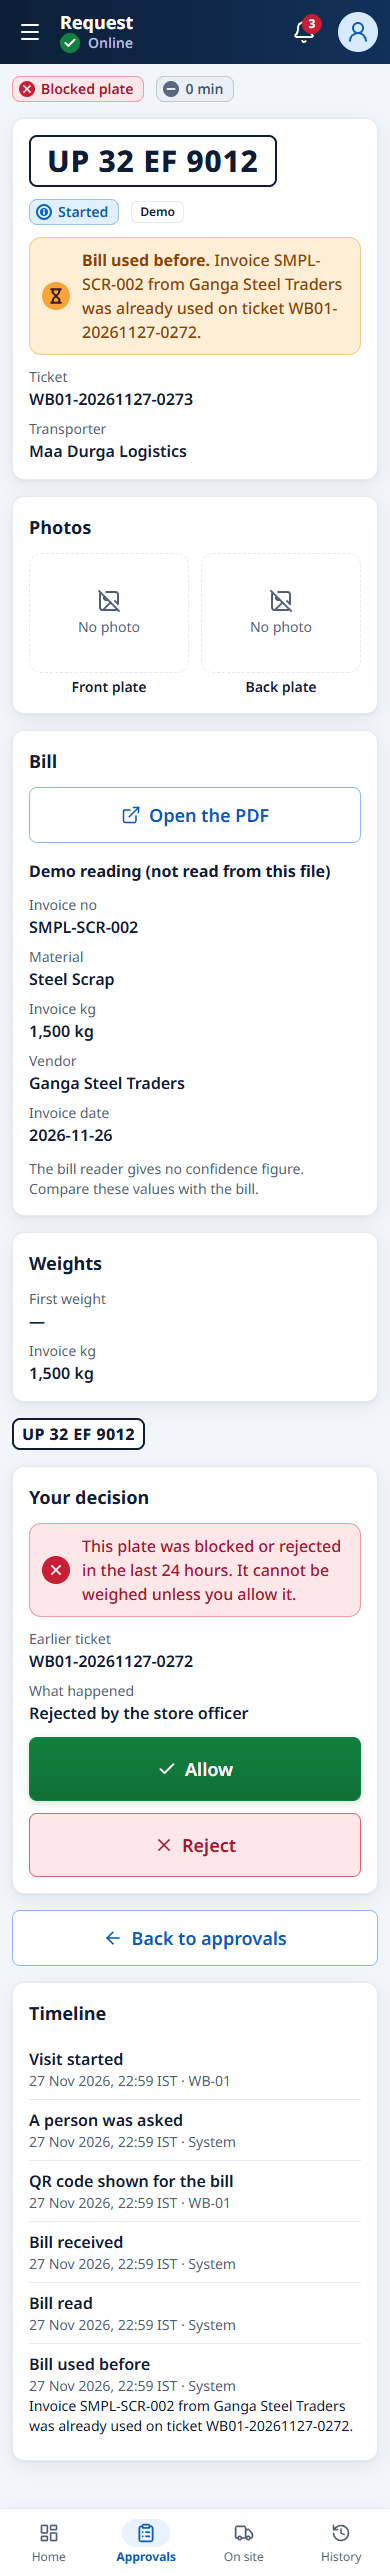 Request
Online
3
Blocked plate
0 min
UP 32 EF 9012
Started
Demo
Bill used before. Invoice SMPL-
SCR-002 from Ganga Steel Traders
was already used on ticket WB01-
20261127-0272.
Ticket
WB01-20261127-0273
Transporter
Maa Durga Logistics
Photos
No photo
No photo
Front plate
Back plate
Bill
Open the PDF
Demo reading (not read from this file)
Invoice no
SMPL-SCR-002
Material
Steel Scrap
Invoice kg
1,500 kg
Vendor
Ganga Steel Traders
Invoice date
2026-11-26
The bill reader gives no confidence figure.
Compare these values with the bill.
Weights
First weight
—
Invoice kg
1,500 kg
UP 32 EF 9012
Your decision
This plate was blocked or rejected
in the last 24 hours. It cannot be
weighed unless you allow it.
Earlier ticket
WB01-20261127-0272
What happened
Rejected by the store officer
Allow
Reject
Back to approvals
Timeline
Visit started
27 Nov 2026, 22:59 IST · WB-01
A person was asked
27 Nov 2026, 22:59 IST · System
QR code shown for the bill
27 Nov 2026, 22:59 IST · WB-01
Bill received
27 Nov 2026, 22:59 IST · System
Bill read
27 Nov 2026, 22:59 IST · System
Bill used before
27 Nov 2026, 22:59 IST · System
Invoice SMPL-SCR-002 from Ganga Steel Traders
was already used on ticket WB01-20261127-0272.
Home
Approvals
On site
History